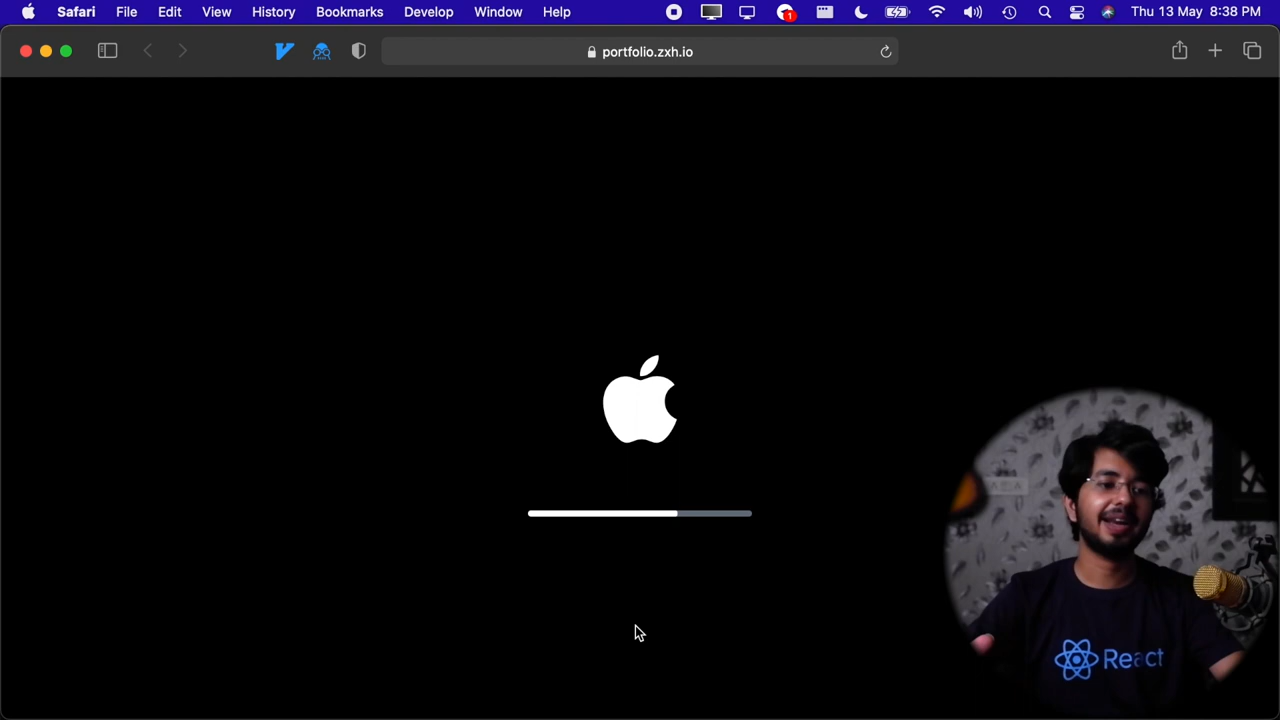 Safari File Edit View History Bookmarks Develop Window Help 1 Thu 13 May 8:38 PM
portfolio.zxh.io
React